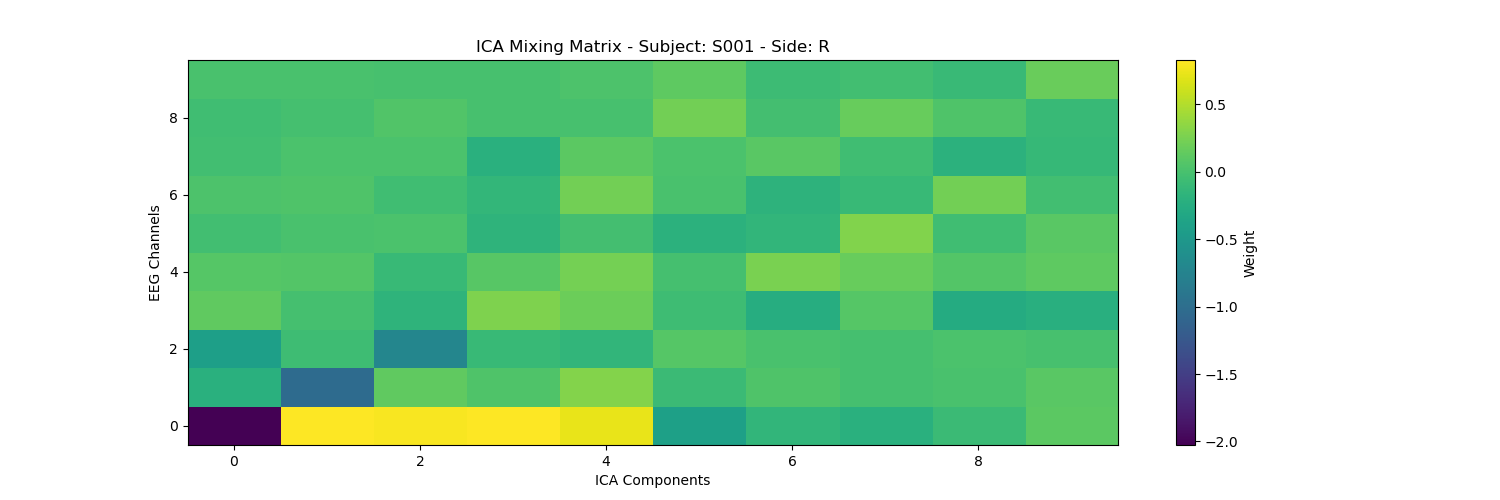 ICA Mixing Matrix - Subject: S001 - Side: R
EEG Channels
8
6
4
2
0
0 2 4 6 8
ICA Components
0.5
0.0
−0.5
−1.0
−1.5
−2.0
Weight